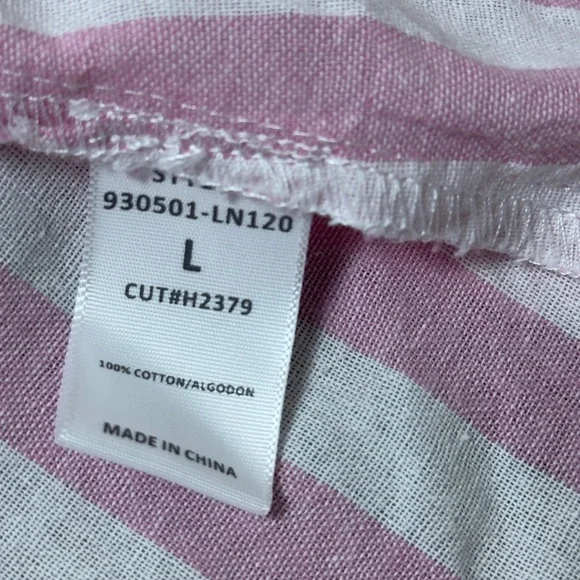 930501-LN120
L
CUT#H2379
100% COTTON/ALGODON
MADE IN CHINA